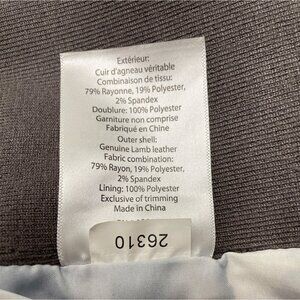 Extérieur:
Cuir d'agneau véritable
Combinaison de tissu:
79% Rayonne, 19% Polyester,
2% Spandex
Doublure: 100% Polyester
Garniture non comprise
Fabriqué en Chine
Outer shell:
Genuine Lamb leather
Fabric combination:
79% Rayon, 19% Polyester,
2% Spandex
Lining: 100% Polyester
Exclusive of trimming
Made in China
26310